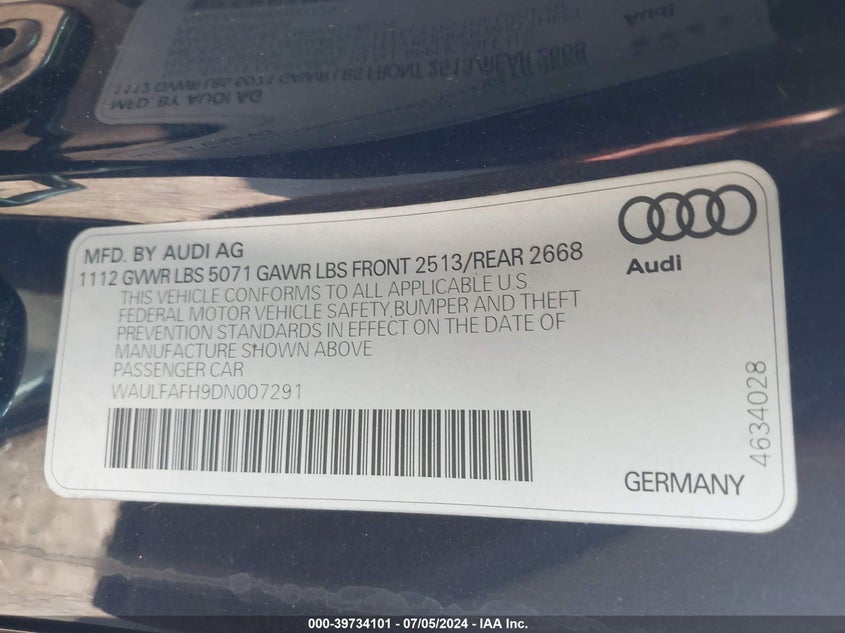 MFD. BY AUDI AG
1112 GVWR LBS 5071 GAWR LBS FRONT 2513/REAR 2668
THIS VEHICLE CONFORMS TO ALL APPLICABLE U.S.
FEDERAL MOTOR VEHICLE SAFETY,BUMPER AND THEFT
PREVENTION STANDARDS IN EFFECT ON THE DATE OF
MANUFACTURE SHOWN ABOVE
PASSENGER CAR
WAULFAFH9DN007291
Audi
4634028
GERMANY
000-39734101 - 07/05/2024 - IAA Inc.